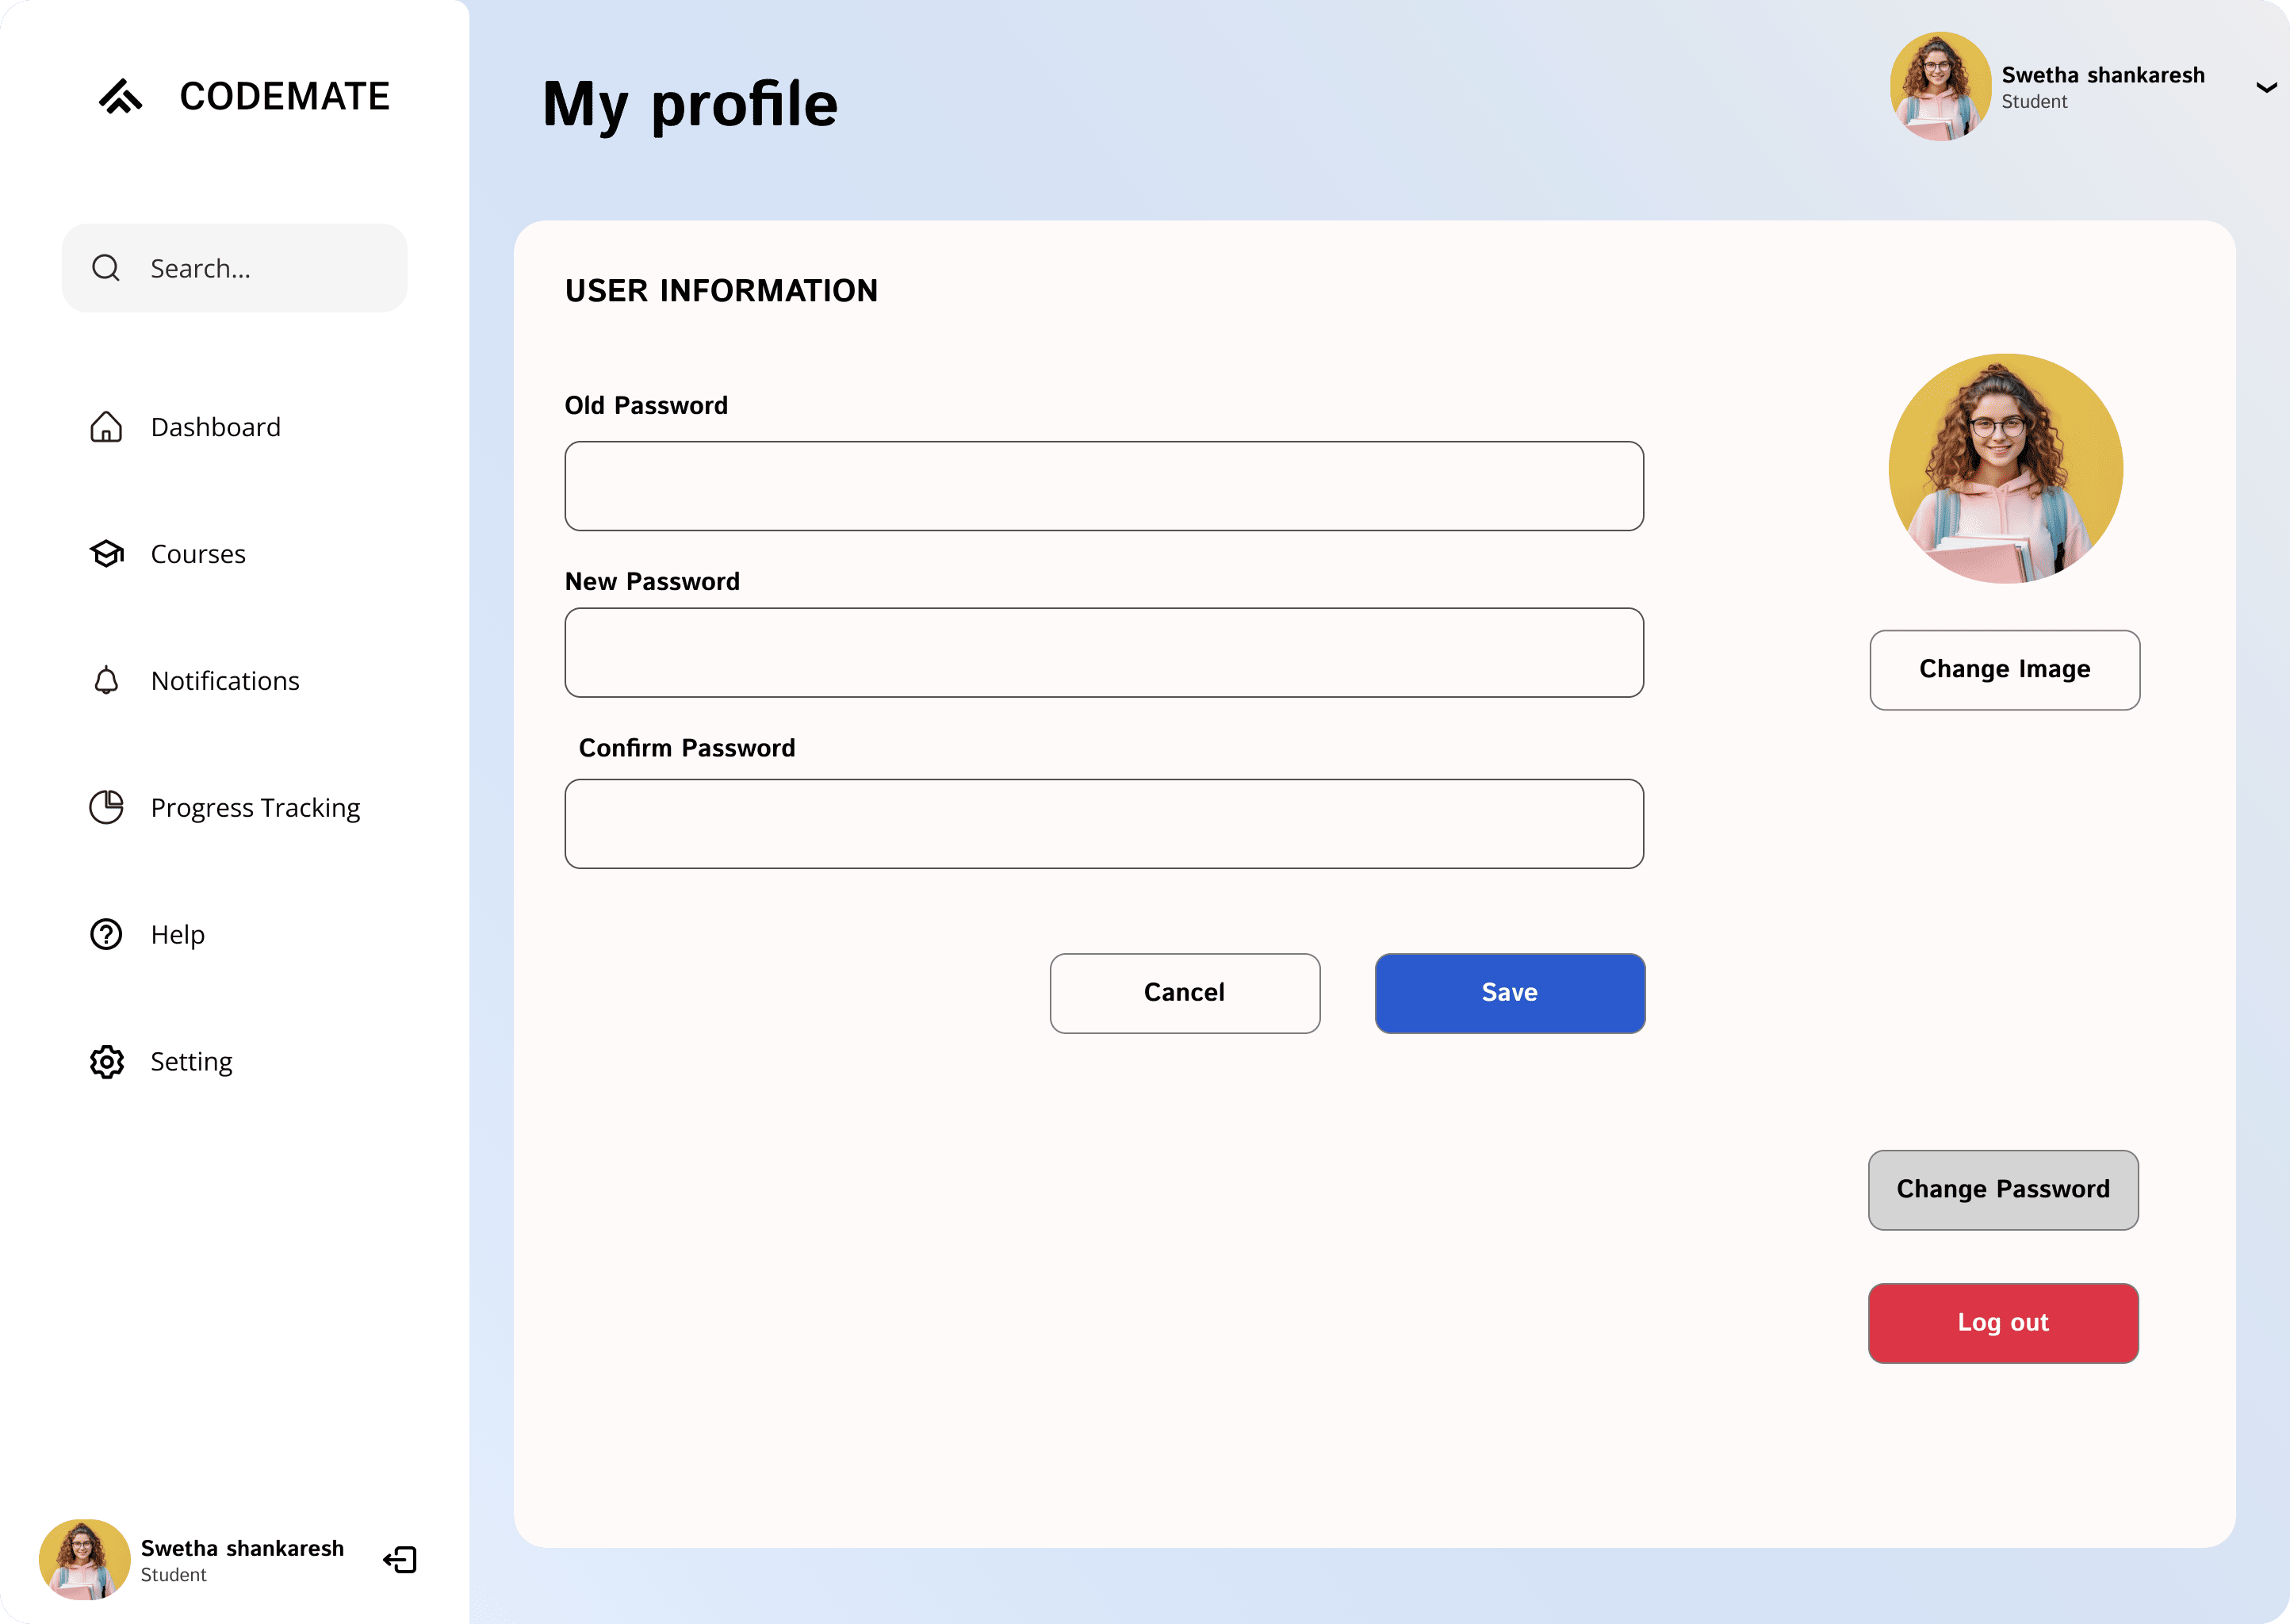 CODEMATE
Search...
Dashboard
Courses
Notifications
Progress Tracking
Help
Setting
Swetha shankaresh
Student
My profile
Swetha shankaresh
Student
USER INFORMATION
Old Password
New Password
Confirm Password
Cancel
Save
Change Image
Change Password
Log out